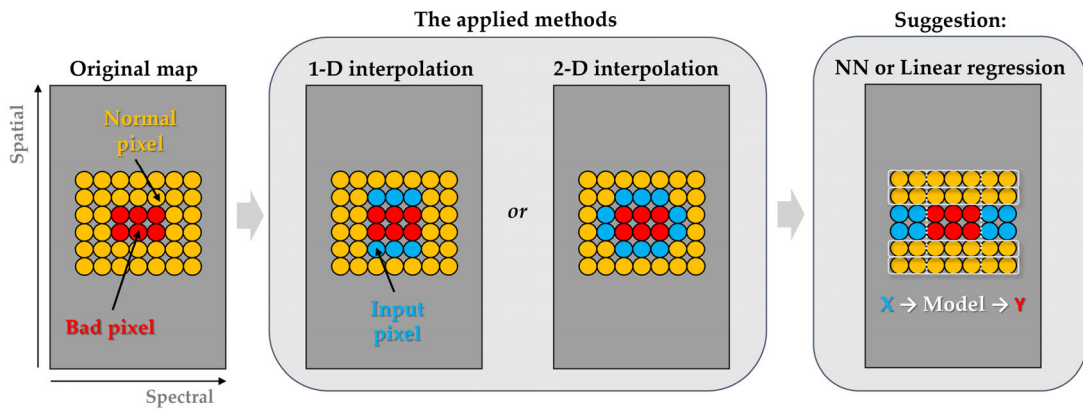 The applied methods
Suggestion:
Original map
1-D interpolation
2-D interpolation
NN or Linear regression
Spatial
Normal
pixel
Bad pixel
Spectral
Input
pixel
or
X → Model → Y